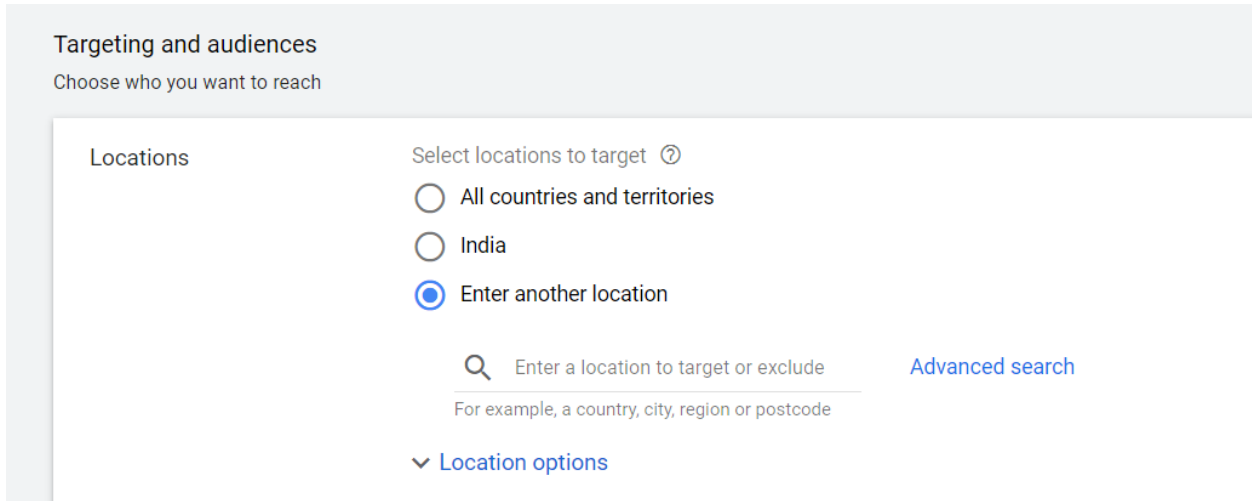 Targeting and audiences
Choose who you want to reach
Locations
Select locations to target
All countries and territories
India
Enter another location
Enter a location to target or exclude
Advanced search
For example, a country, city, region or postcode
Location options